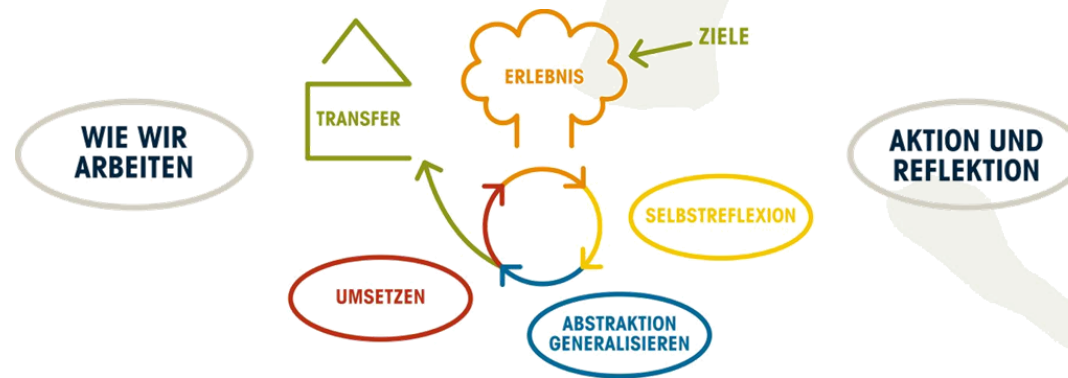 ZIELE
ERLEBNIS
TRANSFER
WIE WIR
ARBEITEN
AKTION UND
REFLEKTION
SELBSTREFLEXION
UMSETZEN
ABSTRAKTION
GENERALISIEREN